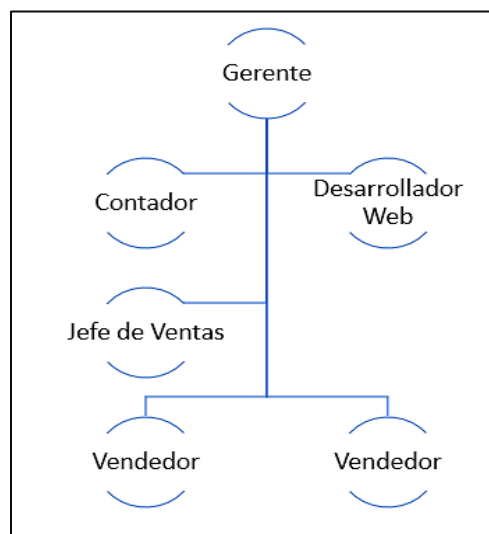 Gerente
Contador
Desarrollador
Web
Jefe de Ventas
Vendedor
Vendedor